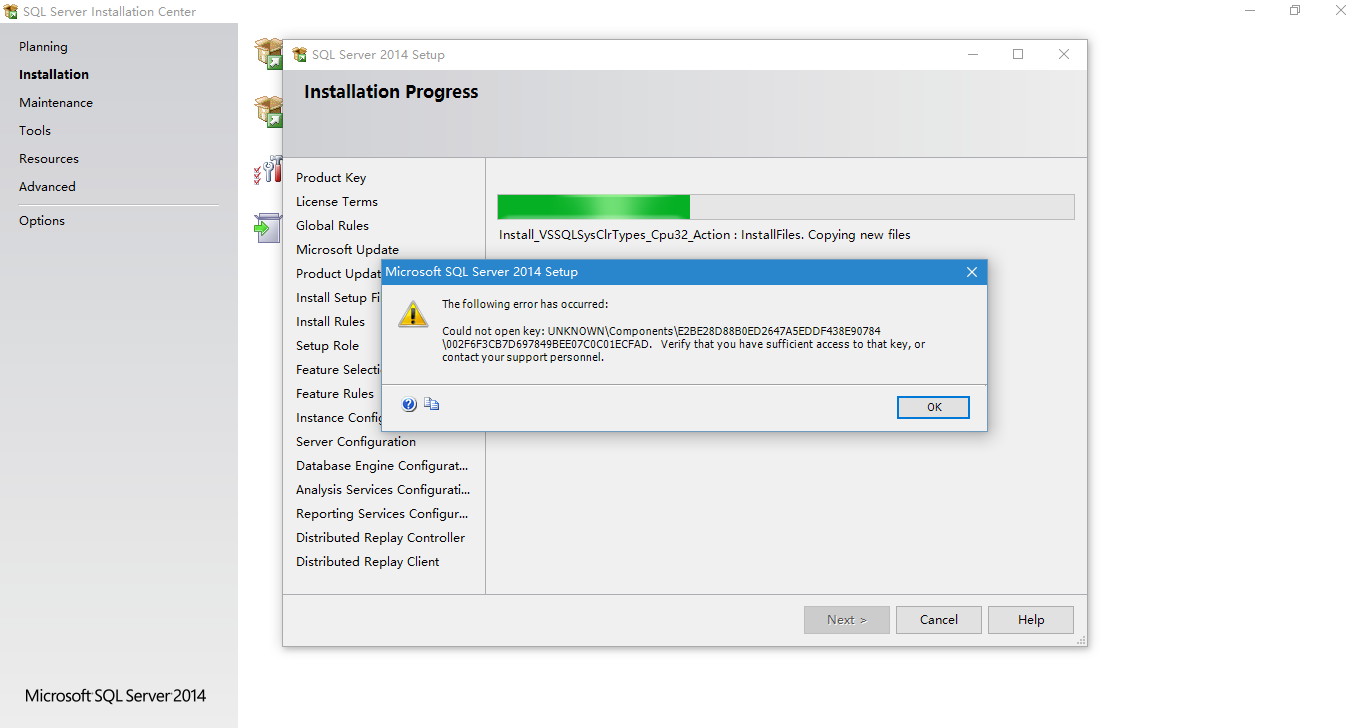 SQL Server Installation Center
Planning
Installation
Maintenance
Tools
Resources
Advanced
Options
Microsoft SQL Server 2014
SQL Server 2014 Setup
Installation Progress
Product Key
License Terms
Global Rules
Microsoft Update
Product Updat
Install Setup Fi
Install Rules
Setup Role
Feature Selecti
Feature Rules
Instance Config
Server Configuration
Database Engine Configurat...
Analysis Services Configurati...
Reporting Services Configur...
Distributed Replay Controller
Distributed Replay Client
Install_VSSQLSysClrTypes_Cpu32_Action : InstallFiles. Copying new files
Microsoft SQL Server 2014 Setup
The following error has occurred:
Could not open key: UNKNOWN\Components\E2BE28D88B0ED2647A5EDDF438E90784
\002F6F3CB7D697849BEE07C0C01ECFAD.   Verify that you have sufficient access to that key, or
contact your support personnel.
OK
Next >
Cancel
Help